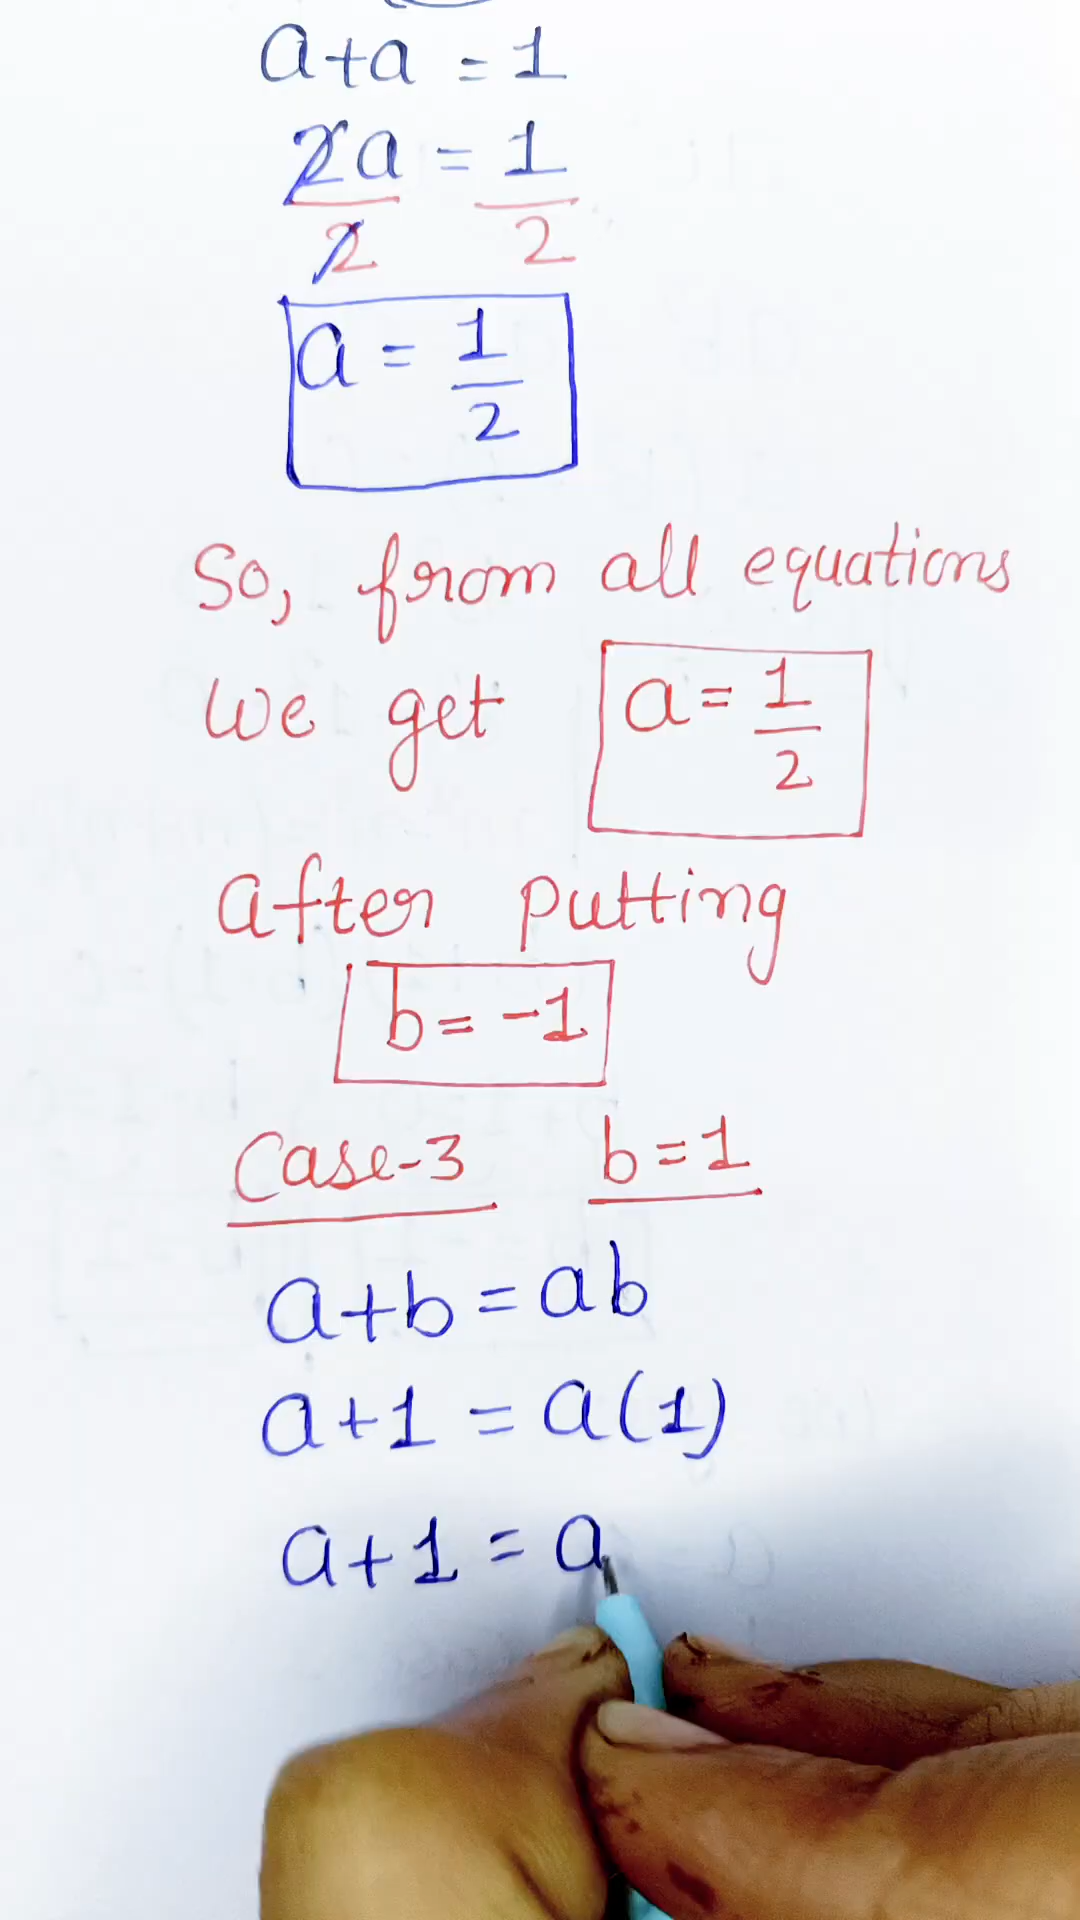 a+a = 1
2a/2 = 1/2
a = 1/2
So, from all equations
we get a = 1/2
After putting
b = -1
Case-3 b = 1
a+b = ab
a+1 = a(1)
a+1 = a